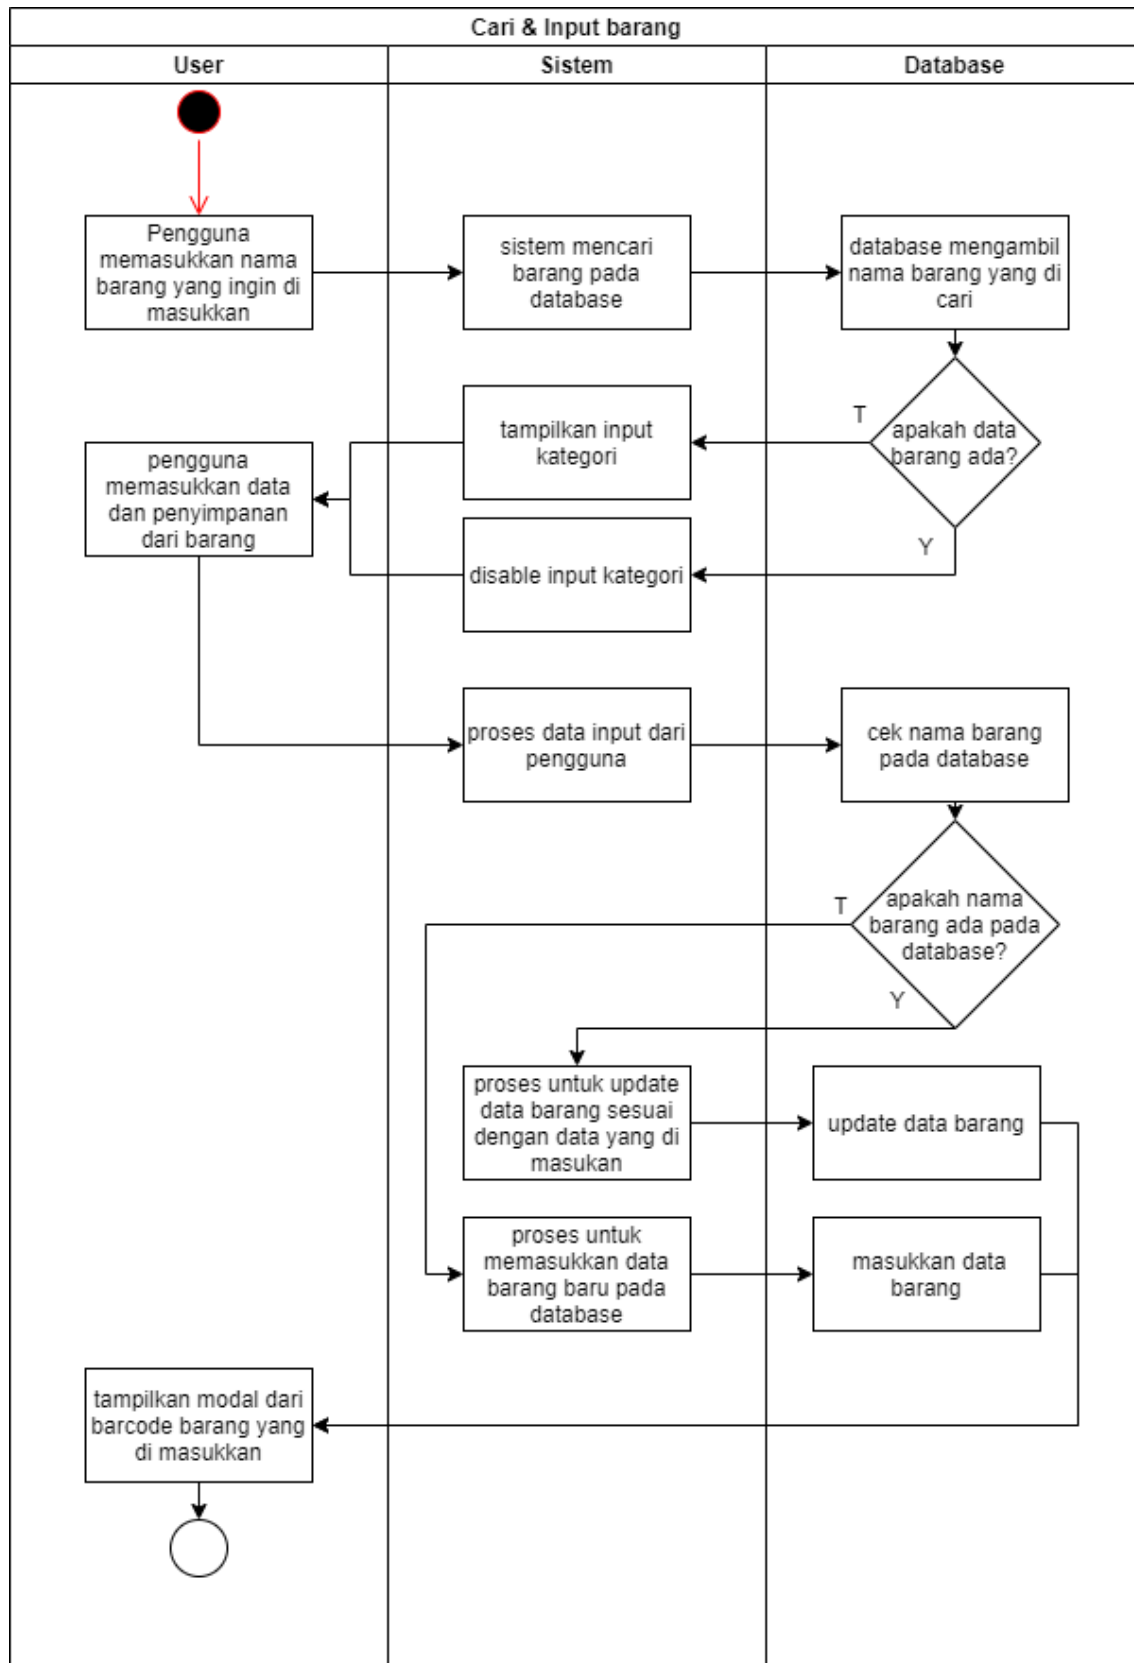 Cari & Input barang
User
Sistem
Database
Pengguna
memasukkan nama
barang yang ingin di
masukkan
sistem mencari
barang pada
database
database mengambil
nama barang yang di
cari
T
apakah data
barang ada?
Y
tampilkan input
kategori
disable input kategori
pengguna
memasukkan data
dan penyimpanan
dari barang
proses data input dari
pengguna
cek nama barang
pada database
T
apakah nama
barang ada pada
database?
Y
proses untuk update
data barang sesuai
dengan data yang di
masukan
update data barang
proses untuk
memasukkan data
barang baru pada
database
masukkan data
barang
tampilkan modal dari
barcode barang yang
di masukkan